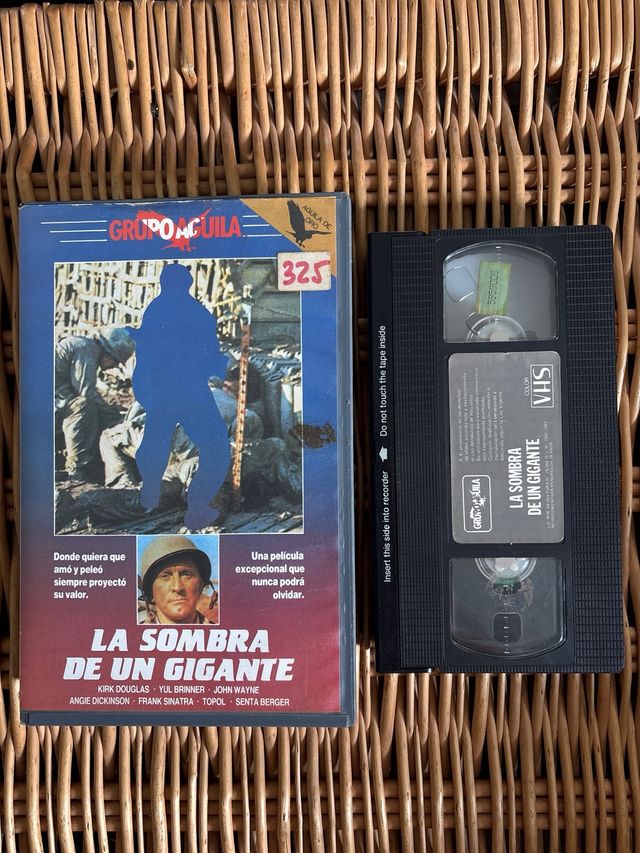 GRUPO AGÜILA
AGUILA DE
ORO
325
Donde quiera que
amó y peleó
siempre proyectó
su valor.
Una película
excepcional que
nunca podrá
olvidar.
LA SOMBRA
DE UN GIGANTE
KIRK DOUGLAS · YUL BRINNER · JOHN WAYNE
ANGIE DICKINSON · FRANK SINATRA · TOPOL · SENTA BERGER
Do not touch the tape inside
Insert this side into recorder
COLOR
VHS
LA SOMBRA
DE UN GIGANTE
GRUPO AGÜILA